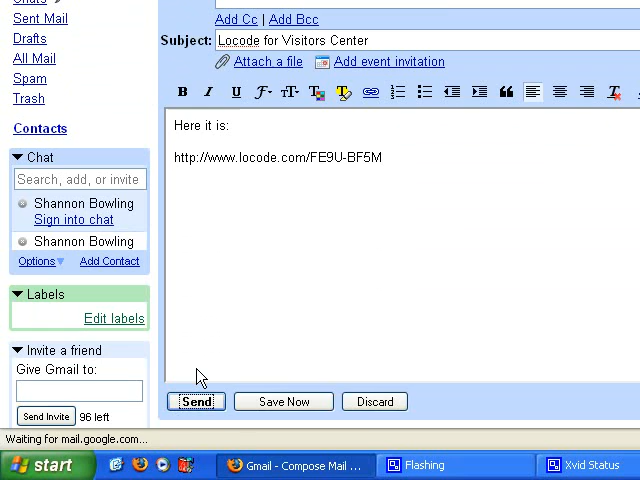 Chats
Sent Mail
Drafts
All Mail
Spam
Trash
Contacts
Chat
Search, add, or invite
Shannon Bowling
Sign into chat
Shannon Bowling
Options Add Contact
Labels
Edit labels
Invite a friend
Give Gmail to:
Send Invite 96 left
Add Cc | Add Bcc
Subject: Locode for Visitors Center
Attach a file Add event invitation
B I U
Here it is:
http://www.locode.com/FE9U-BF5M
Send Save Now Discard
Waiting for mail.google.com...
start Gmail - Compose Mail ... Flashing Xvid Status